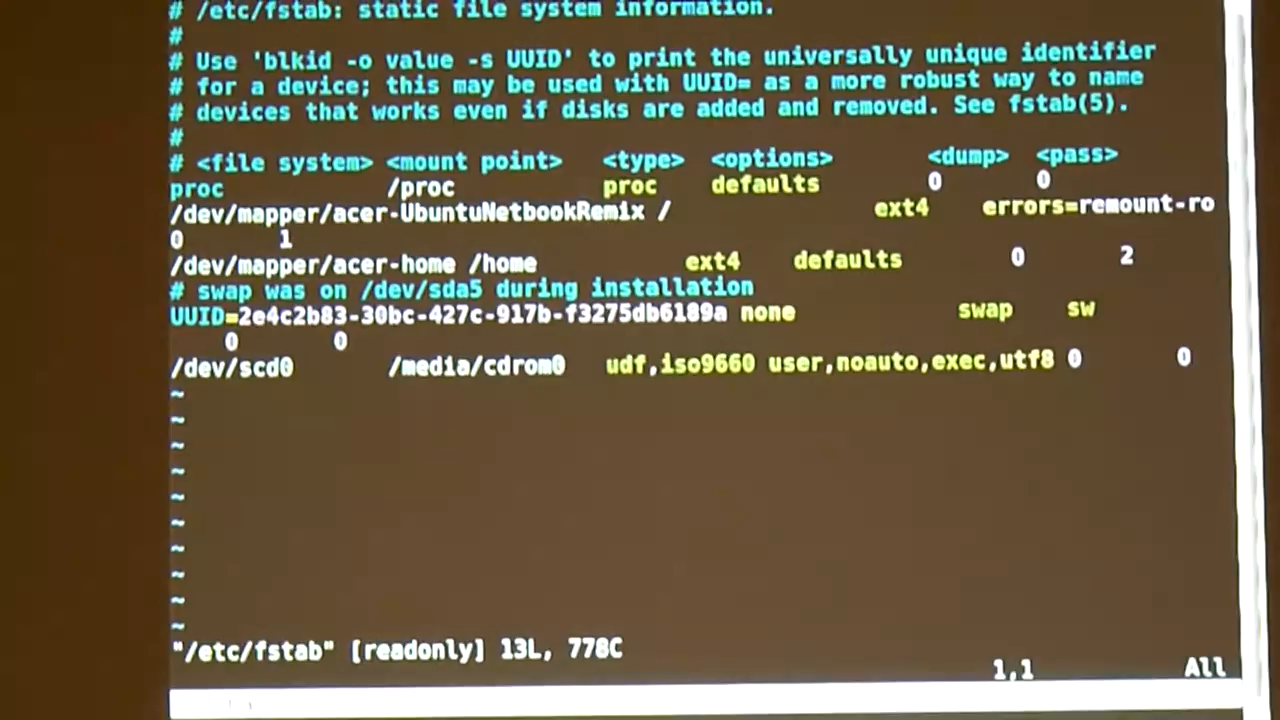 # /etc/fstab: static file system information.
#
# Use 'blkid -o value -s UUID' to print the universally unique identifier
# for a device; this may be used with UUID= as a more robust way to name
# devices that works even if disks are added and removed. See fstab(5).
#
# <file system> <mount point>   <type>  <options>       <dump>  <pass>
proc            /proc           proc    defaults        0       0
/dev/mapper/acer-UbuntuNetbookRemix /               ext4    errors=remount-ro
0       1
/dev/mapper/acer-home /home           ext4    defaults        0       2
# swap was on /dev/sda5 during installation
UUID=2e4c2b83-30bc-427c-917b-f3275db6189a none            swap    sw
    0       0
/dev/scd0       /media/cdrom0   udf,iso9660 user,noauto,exec,utf8 0       0
~
~
~
~
~
~
~
~
~
~
"/etc/fstab" [readonly] 13L, 778C
1,1           All